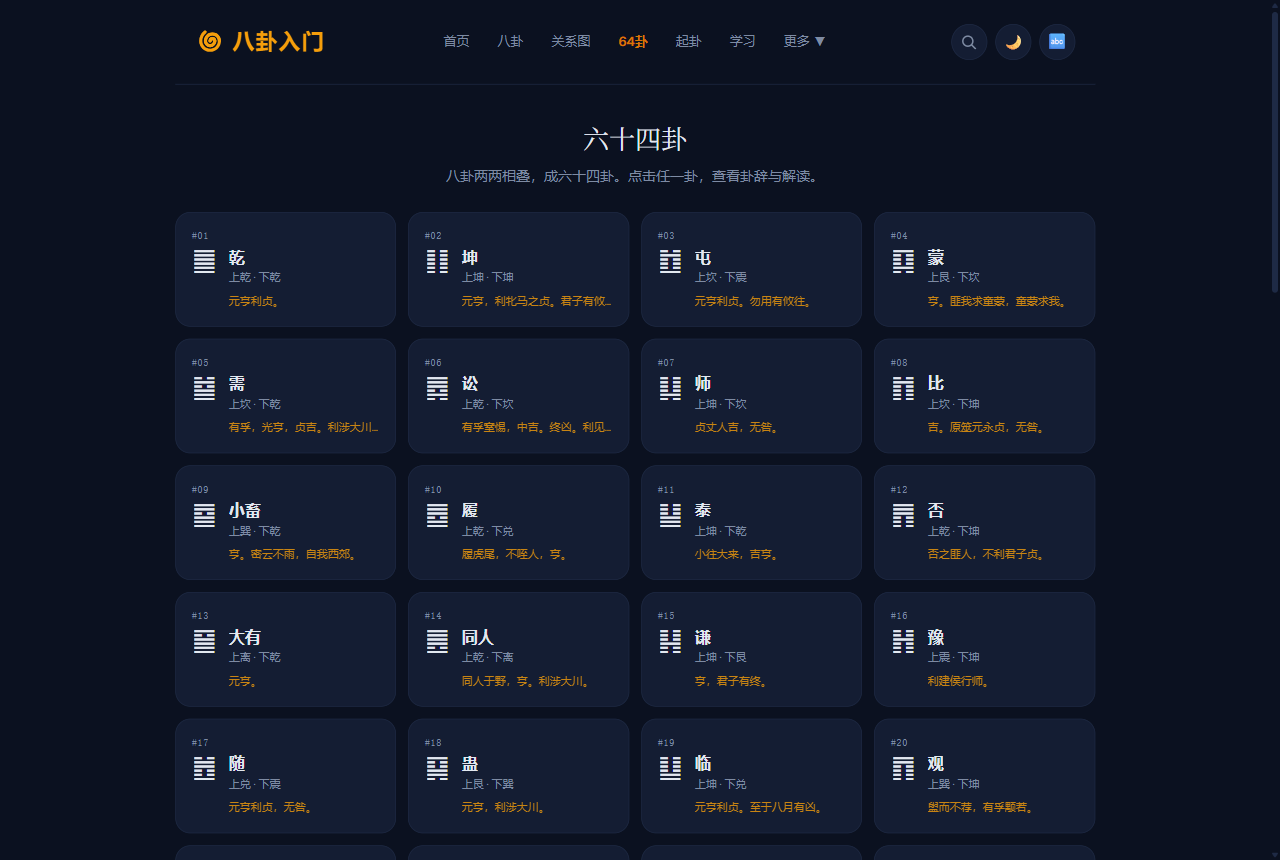 八卦入门
首页 八卦 关系图 64卦 起卦 学习 更多 ▼
abc
六十四卦
八卦两两相叠，成六十四卦。点击任一卦，查看卦辞与解读。
#01
乾
上乾 · 下乾
元亨利贞。
#02
坤
上坤 · 下坤
元亨，利牝马之贞。君子有攸...
#03
屯
上坎 · 下震
元亨利贞。勿用有攸往。
#04
蒙
上艮 · 下坎
亨。匪我求童蒙，童蒙求我。
#05
需
上坎 · 下乾
有孚，光亨，贞吉。利涉大川...
#06
讼
上乾 · 下坎
有孚窒惕，中吉。终凶。利见...
#07
师
上坤 · 下坎
贞丈人吉，无咎。
#08
比
上坎 · 下坤
吉。原筮元永贞，无咎。
#09
小畜
上巽 · 下乾
亨。密云不雨，自我西郊。
#10
履
上乾 · 下兑
履虎尾，不咥人，亨。
#11
泰
上坤 · 下乾
小往大来，吉亨。
#12
否
上乾 · 下坤
否之匪人，不利君子贞。
#13
大有
上离 · 下乾
元亨。
#14
同人
上乾 · 下离
同人于野，亨。利涉大川。
#15
谦
上坤 · 下艮
亨，君子有终。
#16
豫
上震 · 下坤
利建侯行师。
#17
随
上兑 · 下震
元亨利贞，无咎。
#18
蛊
上艮 · 下巽
元亨，利涉大川。
#19
临
上坤 · 下兑
元亨利贞。至于八月有凶。
#20
观
上巽 · 下坤
盥而不荐，有孚颙若。